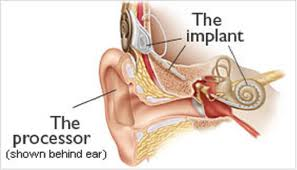 The
implant
The
processor
(shown behind ear)